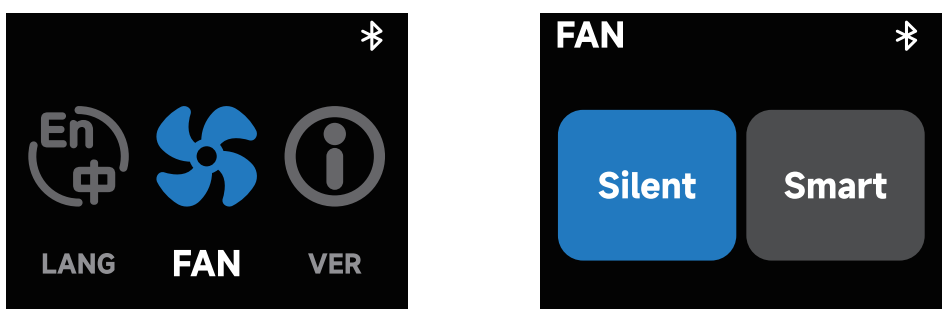 En
中
LANG FAN VER
FAN
Silent Smart